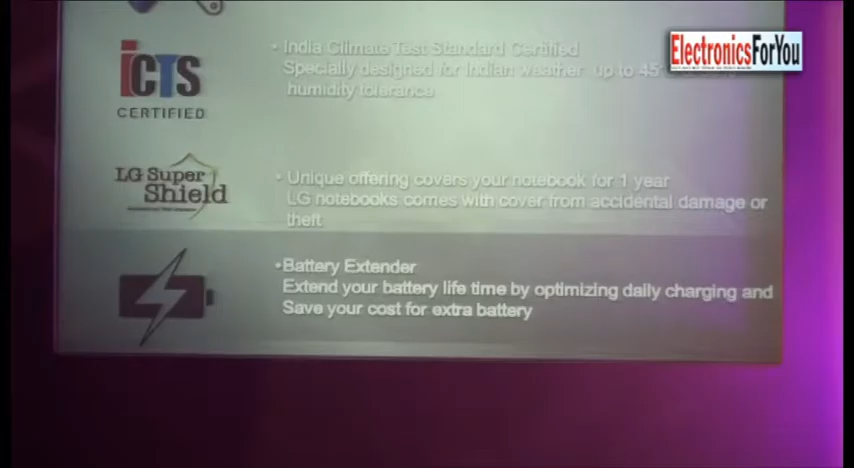 ElectronicsForYou
iCTS
CERTIFIED
• India Climate Test Standard Certified
Specially designed for Indian weather up to 45°
humidity tolerance
LG Super
Shield
• Unique offering covers your notebook for 1 year
LG notebooks comes with cover from accidental damage or
theft
•Battery Extender
Extend your battery life time by optimizing daily charging and
Save your cost for extra battery